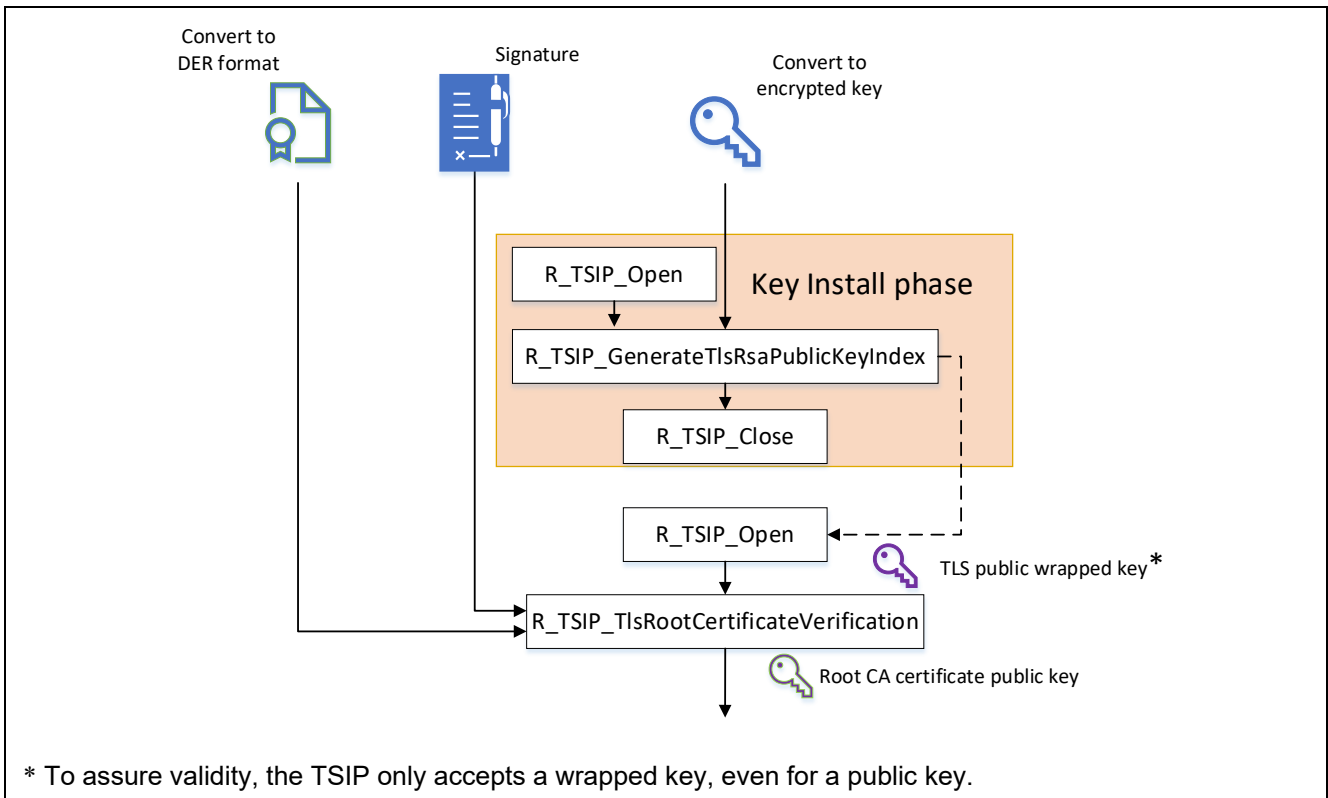 Convert to
DER format
Signature
Convert to
encrypted key
R_TSIP_Open
Key Install phase
R_TSIP_GenerateTlsRsaPublicKeyIndex
R_TSIP_Close
R_TSIP_Open
TLS public wrapped key*
R_TSIP_TlsRootCertificateVerification
Root CA certificate public key
* To assure validity, the TSIP only accepts a wrapped key, even for a public key.